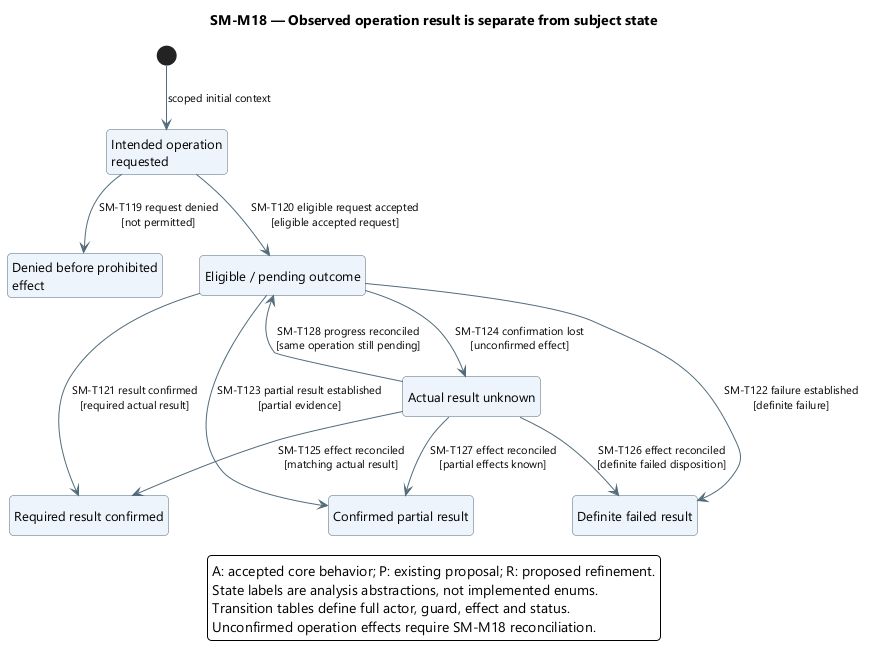 SM-M18 — Observed operation result is separate from subject state
scoped initial context
Intended operation
requested
SM-T119 request denied
[not permitted]
SM-T120 eligible request accepted
[eligible accepted request]
Denied before prohibited
effect
Eligible / pending outcome
SM-T128 progress reconciled
[same operation still pending]
SM-T124 confirmation lost
[unconfirmed effect]
SM-T121 result confirmed
[required actual result]
SM-T123 partial result established
[partial evidence]
Actual result unknown
SM-T122 failure established
[definite failure]
SM-T125 effect reconciled
[matching actual result]
SM-T127 effect reconciled
[partial effects known]
SM-T126 effect reconciled
[definite failed disposition]
Required result confirmed
Confirmed partial result
Definite failed result
A: accepted core behavior; P: existing proposal; R: proposed refinement.
State labels are analysis abstractions, not implemented enums.
Transition tables define full actor, guard, effect and status.
Unconfirmed operation effects require SM-M18 reconciliation.